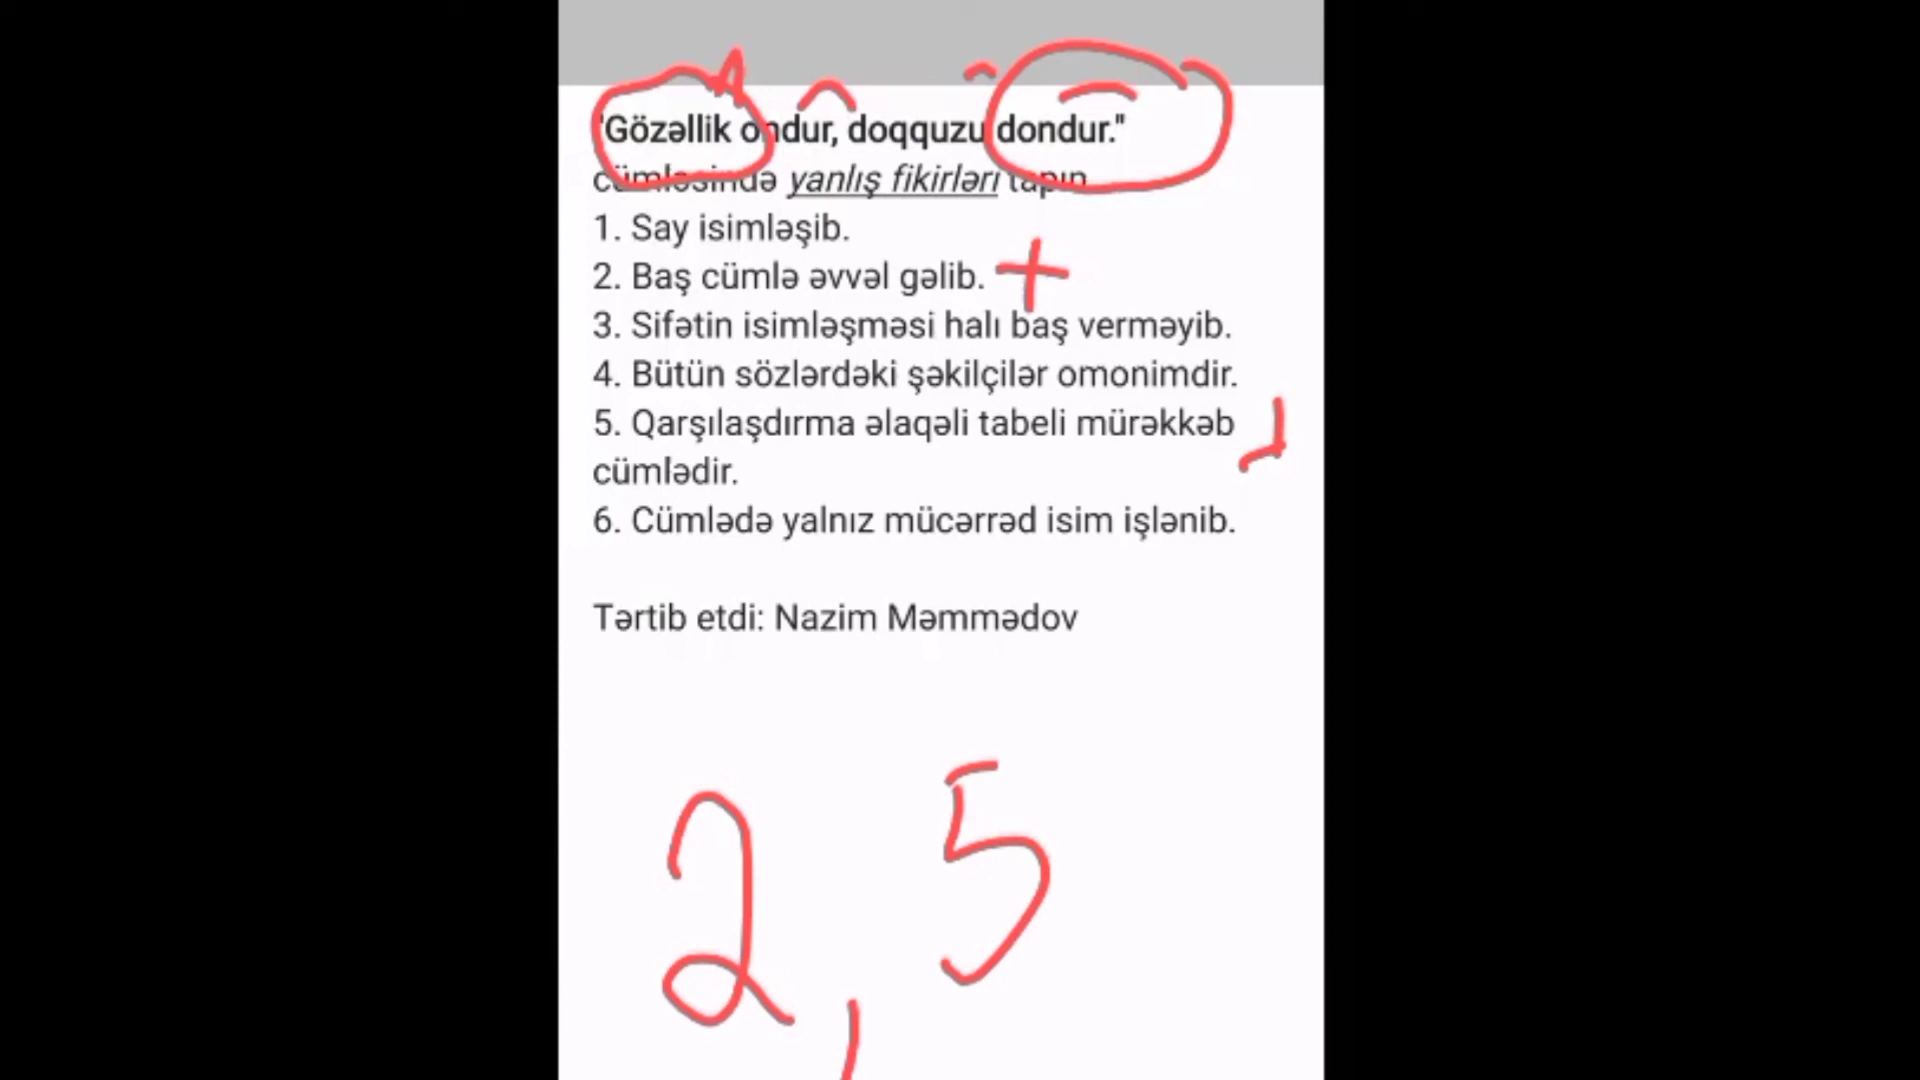 "Gözəllik ondur, doqquzu dondur."
cümləsində yanlış fikirləri tapın
1. Say isimləşib.
2. Baş cümlə əvvəl gəlib. +
3. Sifətin isimləşməsi halı baş verməyib.
4. Bütün sözlərdəki şəkilçilər omonimdir.
5. Qarşılaşdırma əlaqəli tabeli mürəkkəb
cümlədir.
6. Cümlədə yalnız mücərrəd isim işlənib.
Tərtib etdi: Nazim Məmmədov
2, 5